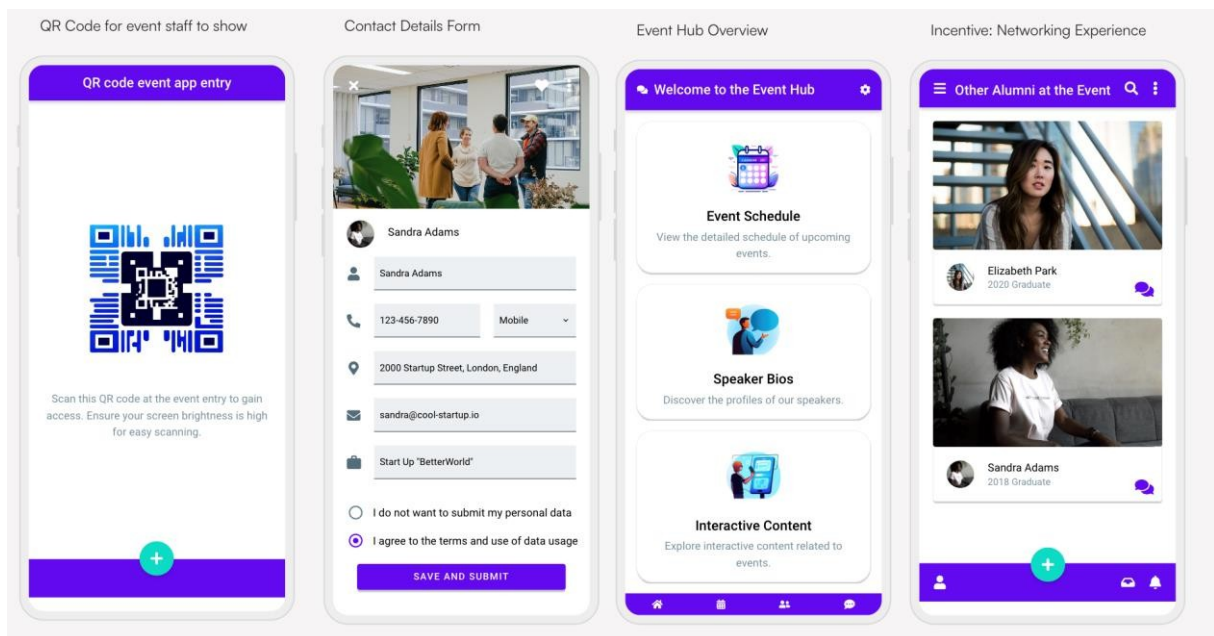 QR Code for event staff to show
QR code event app entry
Scan this QR code at the event entry to gain
access. Ensure your screen brightness is high
for easy scanning.
Contact Details Form
Sandra Adams
Sandra Adams
123-456-7890
Mobile
2000 Startup Street, London, England
sandra@cool-startup.io
Start Up "BetterWorld"
I do not want to submit my personal data
I agree to the terms and use of data usage
SAVE AND SUBMIT
Event Hub Overview
Welcome to the Event Hub
Event Schedule
View the detailed schedule of upcoming
events.
Speaker Bios
Discover the profiles of our speakers.
Interactive Content
Explore interactive content related to
events.
Incentive: Networking Experience
Other Alumni at the Event
Elizabeth Park
2020 Graduate
Sandra Adams
2018 Graduate